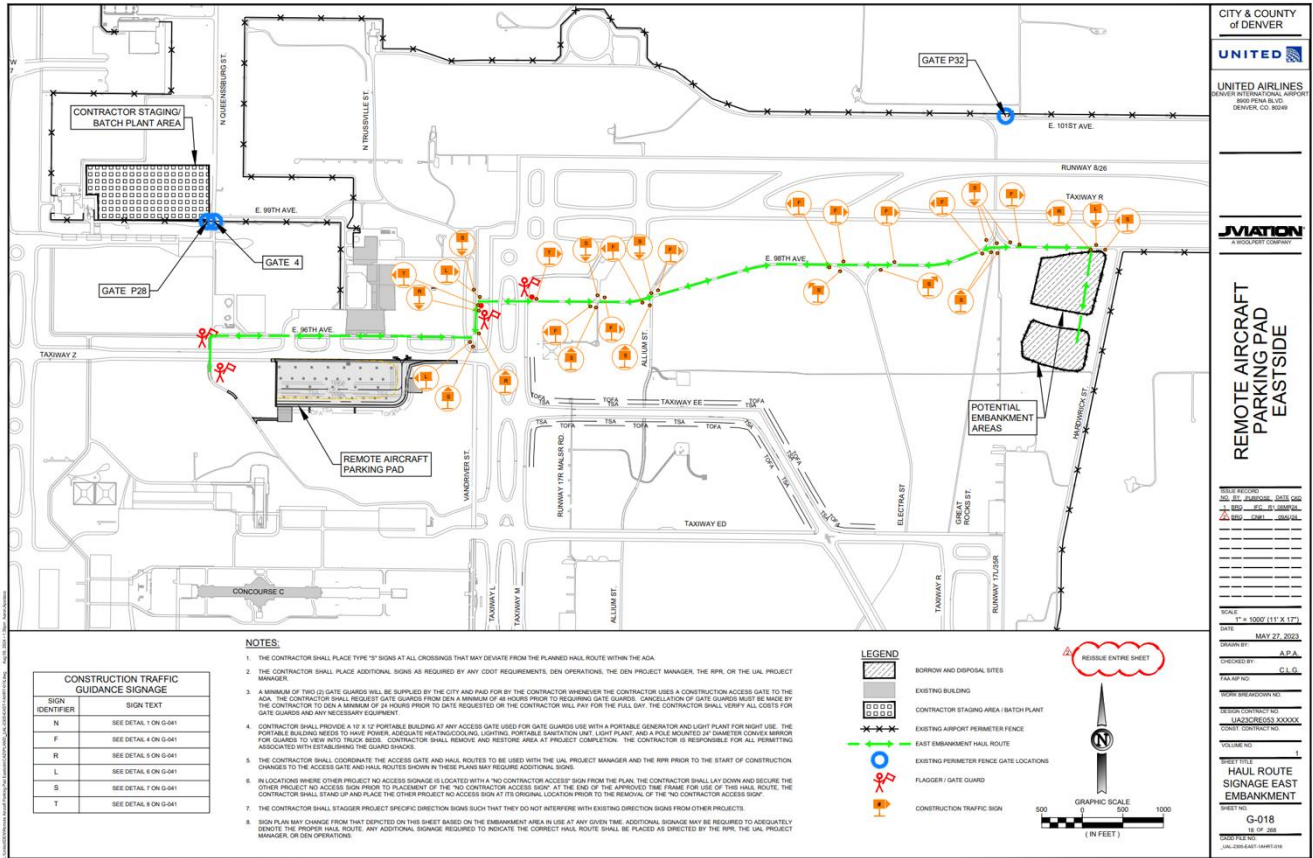 CITY & COUNTY
of DENVER
UNITED
UNITED AIRLINES
DENVER INTERNATIONAL AIRPORT
8900 PENA BLVD.
DENVER, CO. 80249
JVIATION
A WOOLPERT COMPANY
REMOTE AIRCRAFT
PARKING PAD
EASTSIDE
ISSUE RECORD
NO. BY PURPOSE DATE CKD
1 BRG IFC R1 08MR24
2 BRG CN#1 09AU24
SCALE
1" = 1000' (11" X 17")
DATE
MAY 27, 2023
DRAWN BY:
A.P.A.
CHECKED BY:
C.L.G.
FAA AIP NO:
WORK BREAKDOWN NO.
DESIGN CONTRACT NO.
UA23CRE053 XXXXX
CONST. CONTRACT NO.
VOLUME NO.
1
SHEET TITLE
HAUL ROUTE
SIGNAGE EAST
EMBANKMENT
SHEET NO.
G-018
18 OF 268
CADD FILE NO.
CONTRACTOR STAGING/
BATCH PLANT AREA
N QUEENSBURG ST.
N TRUSSVILLE ST.
GATE P32
E. 101ST AVE.
RUNWAY 8/26
TAXIWAY R
E. 99TH AVE.
GATE 4
GATE P28
E. 98TH AVE.
E. 96TH AVE.
TAXIWAY Z
ALLIUM ST.
HARDWRICK ST.
POTENTIAL
EMBANKMENT
AREAS
REMOTE AIRCRAFT
PARKING PAD
VANDRIVER ST.
RUNWAY 17R MALSR RD.
TOFA
TSA
TAXIWAY EE
TOFA
TSA
TAXIWAY ED
ELECTRA ST
GREAT
ROCKS ST.
CONCOURSE C
TAXIWAY L
TAXIWAY M
ALLIUM ST.
TAXIWAY R
RUNWAY 17L/35R
CONSTRUCTION TRAFFIC
GUIDANCE SIGNAGE
SIGN
IDENTIFIER
SIGN TEXT
N SEE DETAIL 1 ON G-041
F SEE DETAIL 4 ON G-041
R SEE DETAIL 5 ON G-041
L SEE DETAIL 6 ON G-041
S SEE DETAIL 7 ON G-041
T SEE DETAIL 8 ON G-041
NOTES:
1. THE CONTRACTOR SHALL PLACE TYPE "S" SIGNS AT ALL CROSSINGS THAT MAY DEVIATE FROM THE PLANNED HAUL ROUTE WITHIN THE AOA.
2. THE CONTRACTOR SHALL PLACE ADDITIONAL SIGNS AS REQUIRED BY ANY CDOT REQUIREMENTS, DEN OPERATIONS, THE DEN PROJECT MANAGER, THE RPR, OR THE UAL PROJECT
MANAGER.
3. A MINIMUM OF TWO (2) GATE GUARDS WILL BE SUPPLIED BY THE CITY AND PAID FOR BY THE CONTRACTOR WHENEVER THE CONTRACTOR USES A CONSTRUCTION ACCESS GATE TO THE
AOA. THE CONTRACTOR SHALL REQUEST GATE GUARDS FROM DEN A MINIMUM OF 48 HOURS PRIOR TO REQUIRING GATE GUARDS. CANCELLATION OF GATE GUARDS MUST BE MADE BY
THE CONTRACTOR TO DEN A MINIMUM OF 24 HOURS PRIOR TO DATE REQUESTED OR THE CONTRACTOR WILL PAY FOR THE FULL DAY. THE CONTRACTOR SHALL VERIFY ALL COSTS FOR
GATE GUARDS AND ANY NECESSARY EQUIPMENT.
4. CONTRACTOR SHALL PROVIDE A 10' X 12' PORTABLE BUILDING AT ANY ACCESS GATE USED FOR GATE GUARDS USE WITH A PORTABLE GENERATOR AND LIGHT PLANT FOR NIGHT USE. THE
PORTABLE BUILDING NEEDS TO HAVE POWER, ADEQUATE HEATING/COOLING, LIGHTING, PORTABLE SANITATION UNIT, LIGHT PLANT, AND A POLE MOUNTED 24" DIAMETER CONVEX MIRROR
FOR GUARDS TO VIEW INTO TRUCK BEDS. CONTRACTOR SHALL REMOVE AND RESTORE AREA AT PROJECT COMPLETION. THE CONTRACTOR IS RESPONSIBLE FOR ALL PERMITTING
ASSOCIATED WITH ESTABLISHING THE GUARD SHACKS.
5. THE CONTRACTOR SHALL COORDINATE THE ACCESS GATE AND HAUL ROUTES TO BE USED WITH THE UAL PROJECT MANAGER AND THE RPR PRIOR TO THE START OF CONSTRUCTION.
CHANGES TO THE ACCESS GATE AND HAUL ROUTES SHOWN IN THESE PLANS MAY REQUIRE ADDITIONAL SIGNS.
6. IN LOCATIONS WHERE OTHER PROJECT NO ACCESS SIGNAGE IS LOCATED WITH A "NO CONTRACTOR ACCESS" SIGN FROM THE PLAN, THE CONTRACTOR SHALL LAY DOWN AND SECURE THE
OTHER PROJECT NO ACCESS SIGN PRIOR TO PLACEMENT OF THE "NO CONTRACTOR ACCESS SIGN". AT THE END OF THE APPROVED TIME FRAME FOR USE OF THIS HAUL ROUTE, THE
CONTRACTOR SHALL STAND UP AND PLACE THE OTHER PROJECT NO ACCESS SIGN AT ITS ORIGINAL LOCATION PRIOR TO THE REMOVAL OF THE "NO CONTRACTOR ACCESS SIGN".
7. THE CONTRACTOR SHALL STAGGER PROJECT SPECIFIC DIRECTION SIGNS SUCH THAT THEY DO NOT INTERFERE WITH EXISTING DIRECTION SIGNS FROM OTHER PROJECTS.
8. SIGN PLAN MAY CHANGE FROM THAT DEPICTED ON THIS SHEET BASED ON THE EMBANKMENT AREA IN USE AT ANY GIVEN TIME. ADDITIONAL SIGNAGE MAY BE REQUIRED TO ADEQUATELY
DENOTE THE PROPER HAUL ROUTE. ANY ADDITIONAL SIGNAGE REQUIRED TO INDICATE THE CORRECT HAUL ROUTE SHALL BE PLACED AS DIRECTED BY THE RPR, THE UAL PROJECT
MANAGER, OR DEN OPERATIONS.
LEGEND
BORROW AND DISPOSAL SITES
EXISTING BUILDING
CONTRACTOR STAGING AREA / BATCH PLANT
EXISTING AIRPORT PERIMETER FENCE
EAST EMBANKMENT HAUL ROUTE
EXISTING PERIMETER FENCE GATE LOCATIONS
FLAGGER / GATE GUARD
CONSTRUCTION TRAFFIC SIGN
REISSUE ENTIRE SHEET
N
GRAPHIC SCALE
500 0 500 1000
( IN FEET )